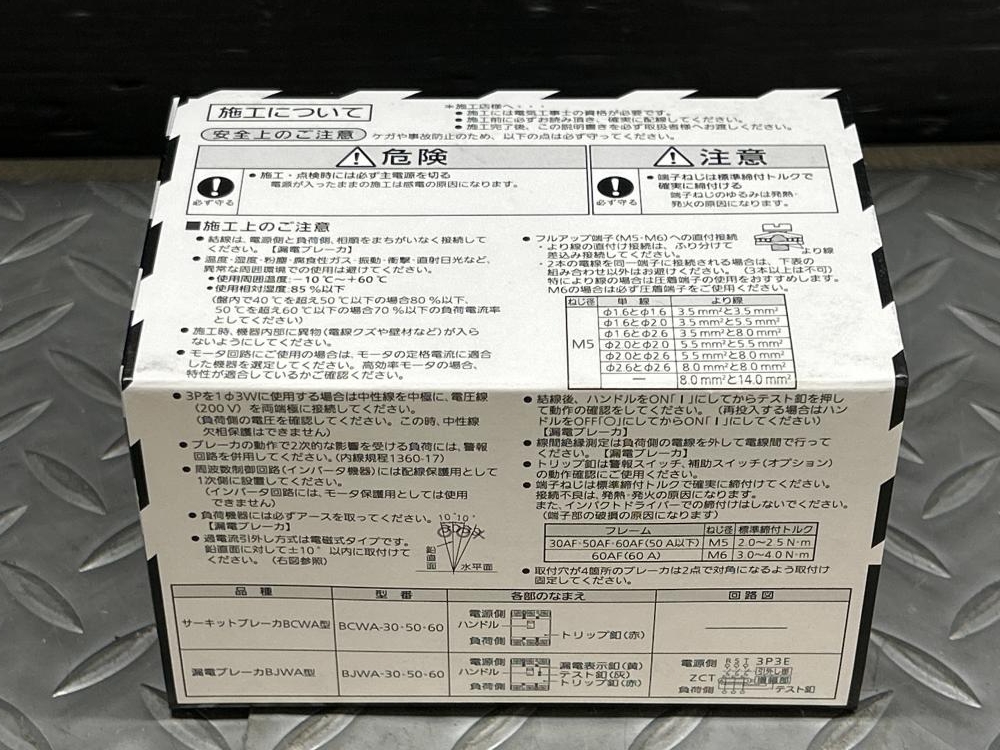 施工について
＊施工店様へ・・・
● 施工には電気工事士の資格が必要です。
● 施工前に必ずお読み頂き、確実に配線してください。
● 施工完了後、この説明書きを必ず取扱者様へお渡しください。
安全上のご注意 ケガや事故防止のため、以下の点は必ず守ってください。
危険
必ず守る
● 施工・点検時には必ず主電源を切る
電源が入ったままの施工は感電の原因になります。
注意
必ず守る
● 端子ねじは標準締付トルクで
確実に締付ける
端子ねじのゆるみは発熱・
発火の原因になります。
■施工上のご注意
● 結線は、電源側と負荷側、相順をまちがいなく接続して
ください。【漏電ブレーカ】
● 温度・湿度・粉塵・腐食性ガス・振動・衝撃・直射日光など、
異常な周囲環境での使用は避けてください。
●使用周囲温度:－10℃～＋60℃
●使用相対湿度:85％以下
(盤内で40℃を超え50℃以下の場合80％以下、
50℃を超え60℃以下の場合70％以下の負荷電流率
としてください)
● 施工時、機器内部に異物(電線クズや壁材など)が入ら
ないようにしてください。
● モータ回路にご使用の場合は、モータの定格電流に適合
した機器を選定してください。高効率モータの場合、
特性が適合しているかご確認ください。
● フルアップ端子(M5・M6)への直付接続
・より線の直付け接続は、ふり分けて
差込み接続してください。
より線
・2本の電線を同一端子に接続される場合は、下表の
組み合わせ以外はお避けください。(3本以上は不可)
特により線の場合は圧着端子の使用をおすすめします。
M6の場合は必ず圧着端子をご使用ください。
ねじ径 単線 より線
M5
φ1.6とφ1.6 3.5mm²と3.5mm²
φ1.6とφ2.0 3.5mm²と5.5mm²
φ1.6とφ2.6 3.5mm²と8.0mm²
φ2.0とφ2.0 5.5mm²と5.5mm²
φ2.0とφ2.6 5.5mm²と8.0mm²
φ2.6とφ2.6 8.0mm²と8.0mm²
― 8.0mm²と14.0mm²
● 3Pを1φ3Wに使用する場合は中性線を中極に、電圧線
(200V)を両端極に接続してください。
(負荷側の電圧を確認してください。この時、中性線
欠相保護はできません)
● ブレーカの動作で2次的な影響を受ける負荷には、警報
回路を併用してください。(内線規程1360-17)
● 周波数制御回路(インバータ機器)には配線保護用として
1次側に設置してください。
(インバータ回路には、モータ保護用としては使用
できません)
● 負荷機器には必ずアースを取ってください。
【漏電ブレーカ】
● 過電流引外し方式は電磁式タイプです。
鉛直面に対して±10°以内に取付けて
ください。(右図参照)
10°10°
鉛直面
水平面
● 結線後、ハンドルをON「|」にしてからテスト釦を押し
て動作の確認をしてください。(再投入する場合はハン
ドルをOFF「○」にしてからON「|」にしてください)
【漏電ブレーカ】
● 線間絶縁測定は負荷側の電線を外して電線間で行って
ください。【漏電ブレーカ】
● トリップ釦は警報スイッチ、補助スイッチ(オプション)
の動作確認にご使用ください。
● 端子ねじは標準締付トルクで確実に締付けてください。
接続不良は、発熱・発火の原因になります。
また、インパクトドライバーでの締付けはしないでください。
(端子部の破損の原因になります)
フレーム ねじ径 標準締付トルク
30AF・50AF・60AF(50A以下) M5 2.0～2.5N・m
60AF(60A) M6 3.0～4.0N・m
● 取付穴が4箇所のブレーカは2点で対角になるよう取付け
固定してください。
品種 型番 各部のなまえ 回路図
サーキットブレーカBCWA型 BCWA-30・50・60
電源側
ハンドル
負荷側
トリップ釦(赤)
漏電ブレーカBJWA型 BJWA-30・50・60
電源側
ハンドル
負荷側
漏電表示釦(黄)
テスト釦(灰)
トリップ釦(赤)
電源側 R S T 3P3E
引外し部
ZCT
負荷側
テスト釦